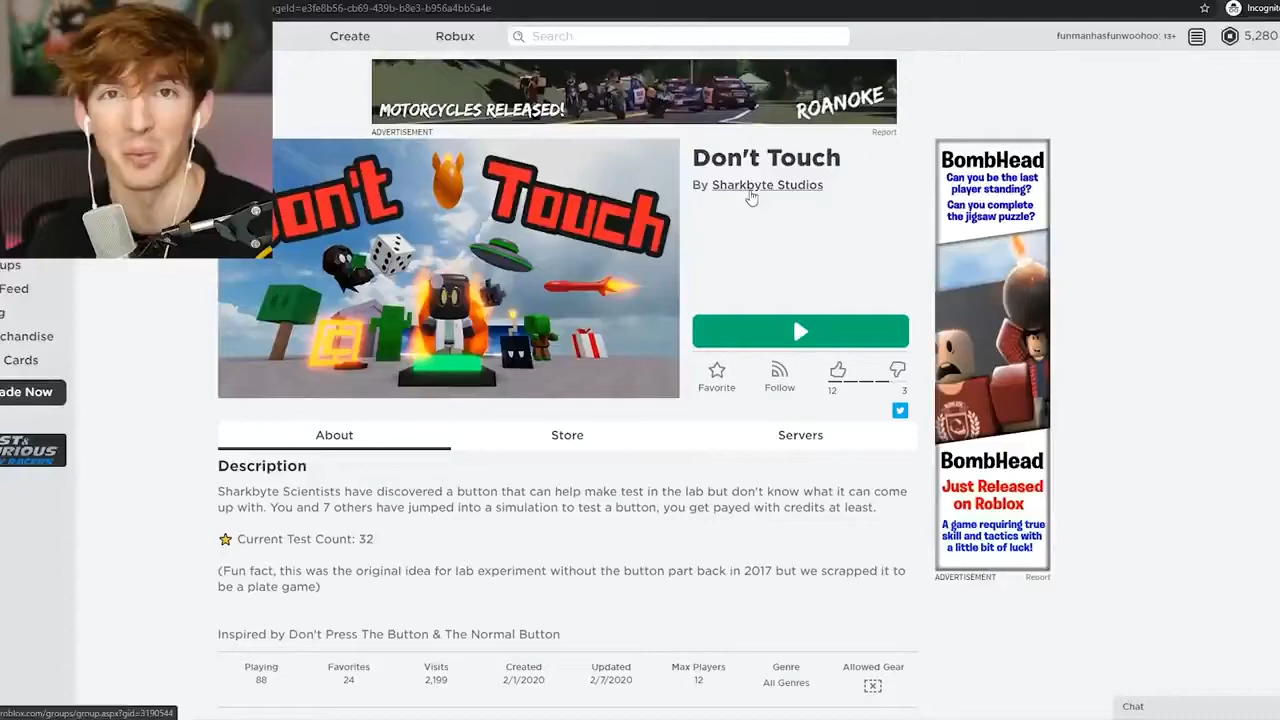 ageId=e3fe8b56-cb69-439b-b8e3-b956a4bb5a4e
Incognit
Create
Robux
Search
funmanhasfunwoohoo: 13+
5,280
MOTORCYCLES RELEASED!
ROANOKE
ADVERTISEMENT
Report
on't
Touch
Don't Touch
By Sharkbyte Studios
BombHead
Can you be the last
player standing?
Can you complete
the jigsaw puzzle?
BombHead
Just Released
on Roblox
A game requiring true
skill and tactics with
a little bit of luck!
ADVERTISEMENT
Report
ups
Feed
g
chandise
Cards
ade Now
ST&
URIOUS
Y RACERS
Favorite
Follow
12
3
About
Store
Servers
Description
Sharkbyte Scientists have discovered a button that can help make test in the lab but don't know what it can come
up with. You and 7 others have jumped into a simulation to test a button, you get payed with credits at least.
Current Test Count: 32
(Fun fact, this was the original idea for lab experiment without the button part back in 2017 but we scrapped it to
be a plate game)
Inspired by Don't Press The Button & The Normal Button
Playing
Favorites
Visits
Created
Updated
Max Players
Genre
Allowed Gear
88
24
2,199
2/1/2020
2/7/2020
12
All Genres
Chat
roblox.com/groups/group.aspx?gid=3190544